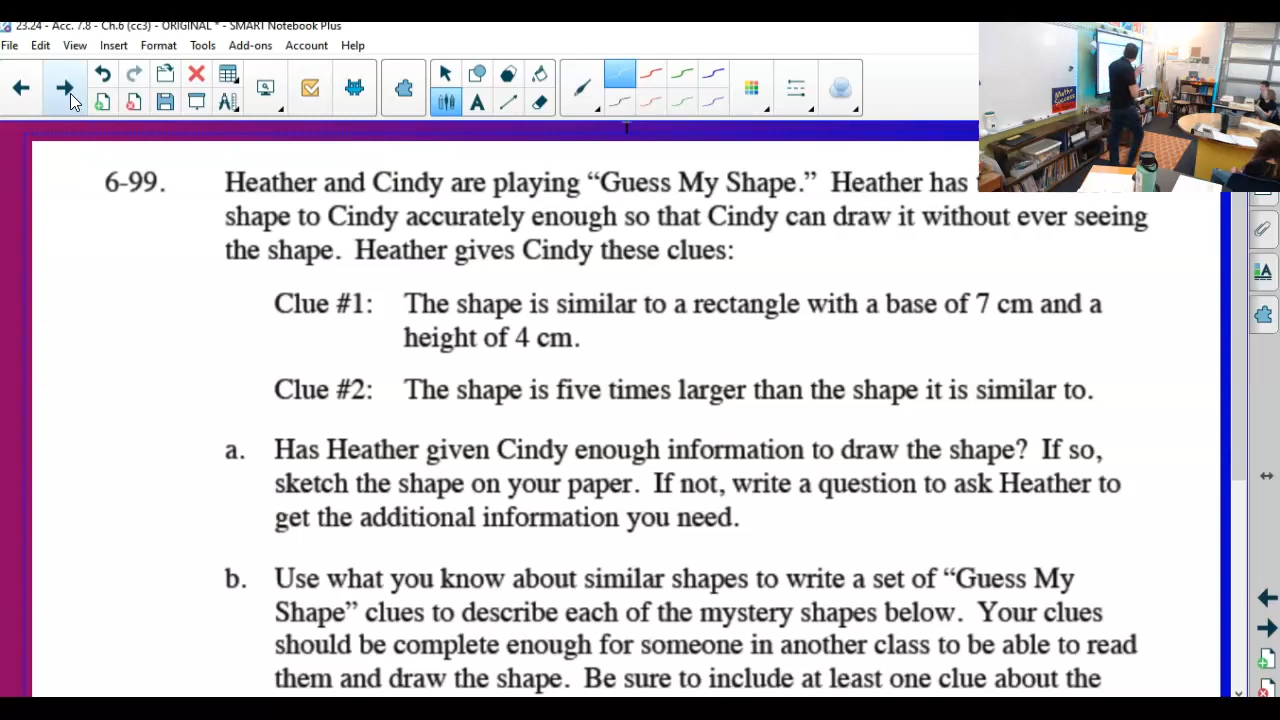 23.24 - Acc. 7.8 - Ch.6 (cc3) - ORIGINAL * - SMART Notebook Plus
File Edit View Insert Format Tools Add-ons Account Help
Math Success
6-99. Heather and Cindy are playing “Guess My Shape.” Heather has
shape to Cindy accurately enough so that Cindy can draw it without ever seeing
the shape. Heather gives Cindy these clues:
Clue #1: The shape is similar to a rectangle with a base of 7 cm and a
height of 4 cm.
Clue #2: The shape is five times larger than the shape it is similar to.
a. Has Heather given Cindy enough information to draw the shape? If so,
sketch the shape on your paper. If not, write a question to ask Heather to
get the additional information you need.
b. Use what you know about similar shapes to write a set of “Guess My
Shape” clues to describe each of the mystery shapes below. Your clues
should be complete enough for someone in another class to be able to read
them and draw the shape. Be sure to include at least one clue about the